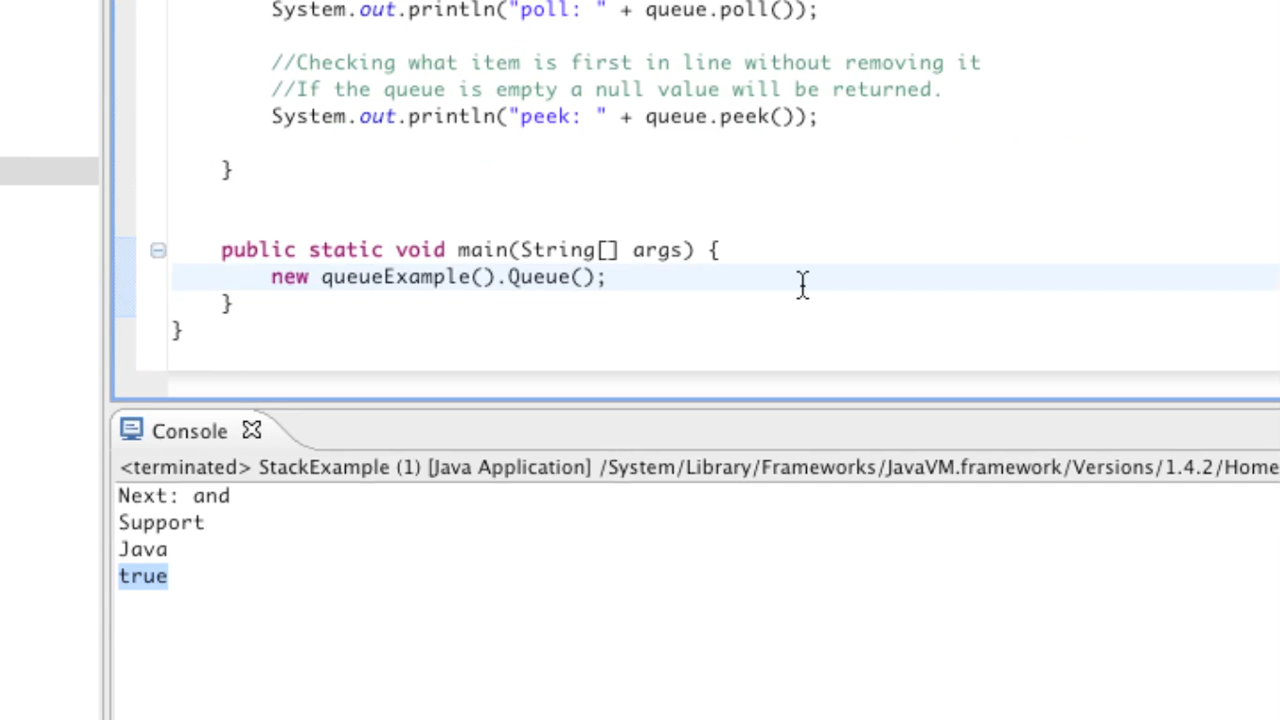 System.out.println("poll: " + queue.poll());
//Checking what item is first in line without removing it
//If the queue is empty a null value will be returned.
System.out.println("peek: " + queue.peek());
}
public static void main(String[] args) {
new queueExample().Queue();
}
}
Console
<terminated> StackExample (1) [Java Application] /System/Library/Frameworks/JavaVM.framework/Versions/1.4.2/Home
Next: and
Support
Java
true